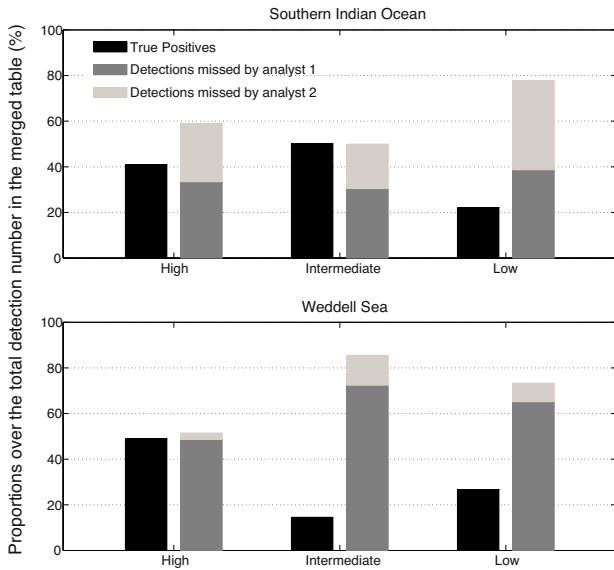 Southern Indian Ocean
100
80
60
40
20
0
True Positives
Detections missed by analyst 1
Detections missed by analyst 2
High
Intermediate
Low
Proportions over the total detection number in the merged table (%)
Weddell Sea
100
80
60
40
20
0
High
Intermediate
Low